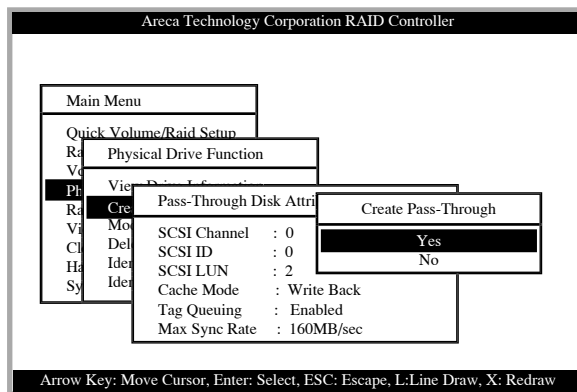 Areca Technology Corporation RAID Controller
Main Menu
Quick Volume/Raid Setup
Physical Drive Function
Pass-Through Disk Attri
SCSI Channel : 0
SCSI ID : 0
SCSI LUN : 2
Cache Mode : Write Back
Tag Queuing : Enabled
Max Sync Rate : 160MB/sec
Create Pass-Through
Yes
No
Arrow Key: Move Cursor, Enter: Select, ESC: Escape, L:Line Draw, X: Redraw